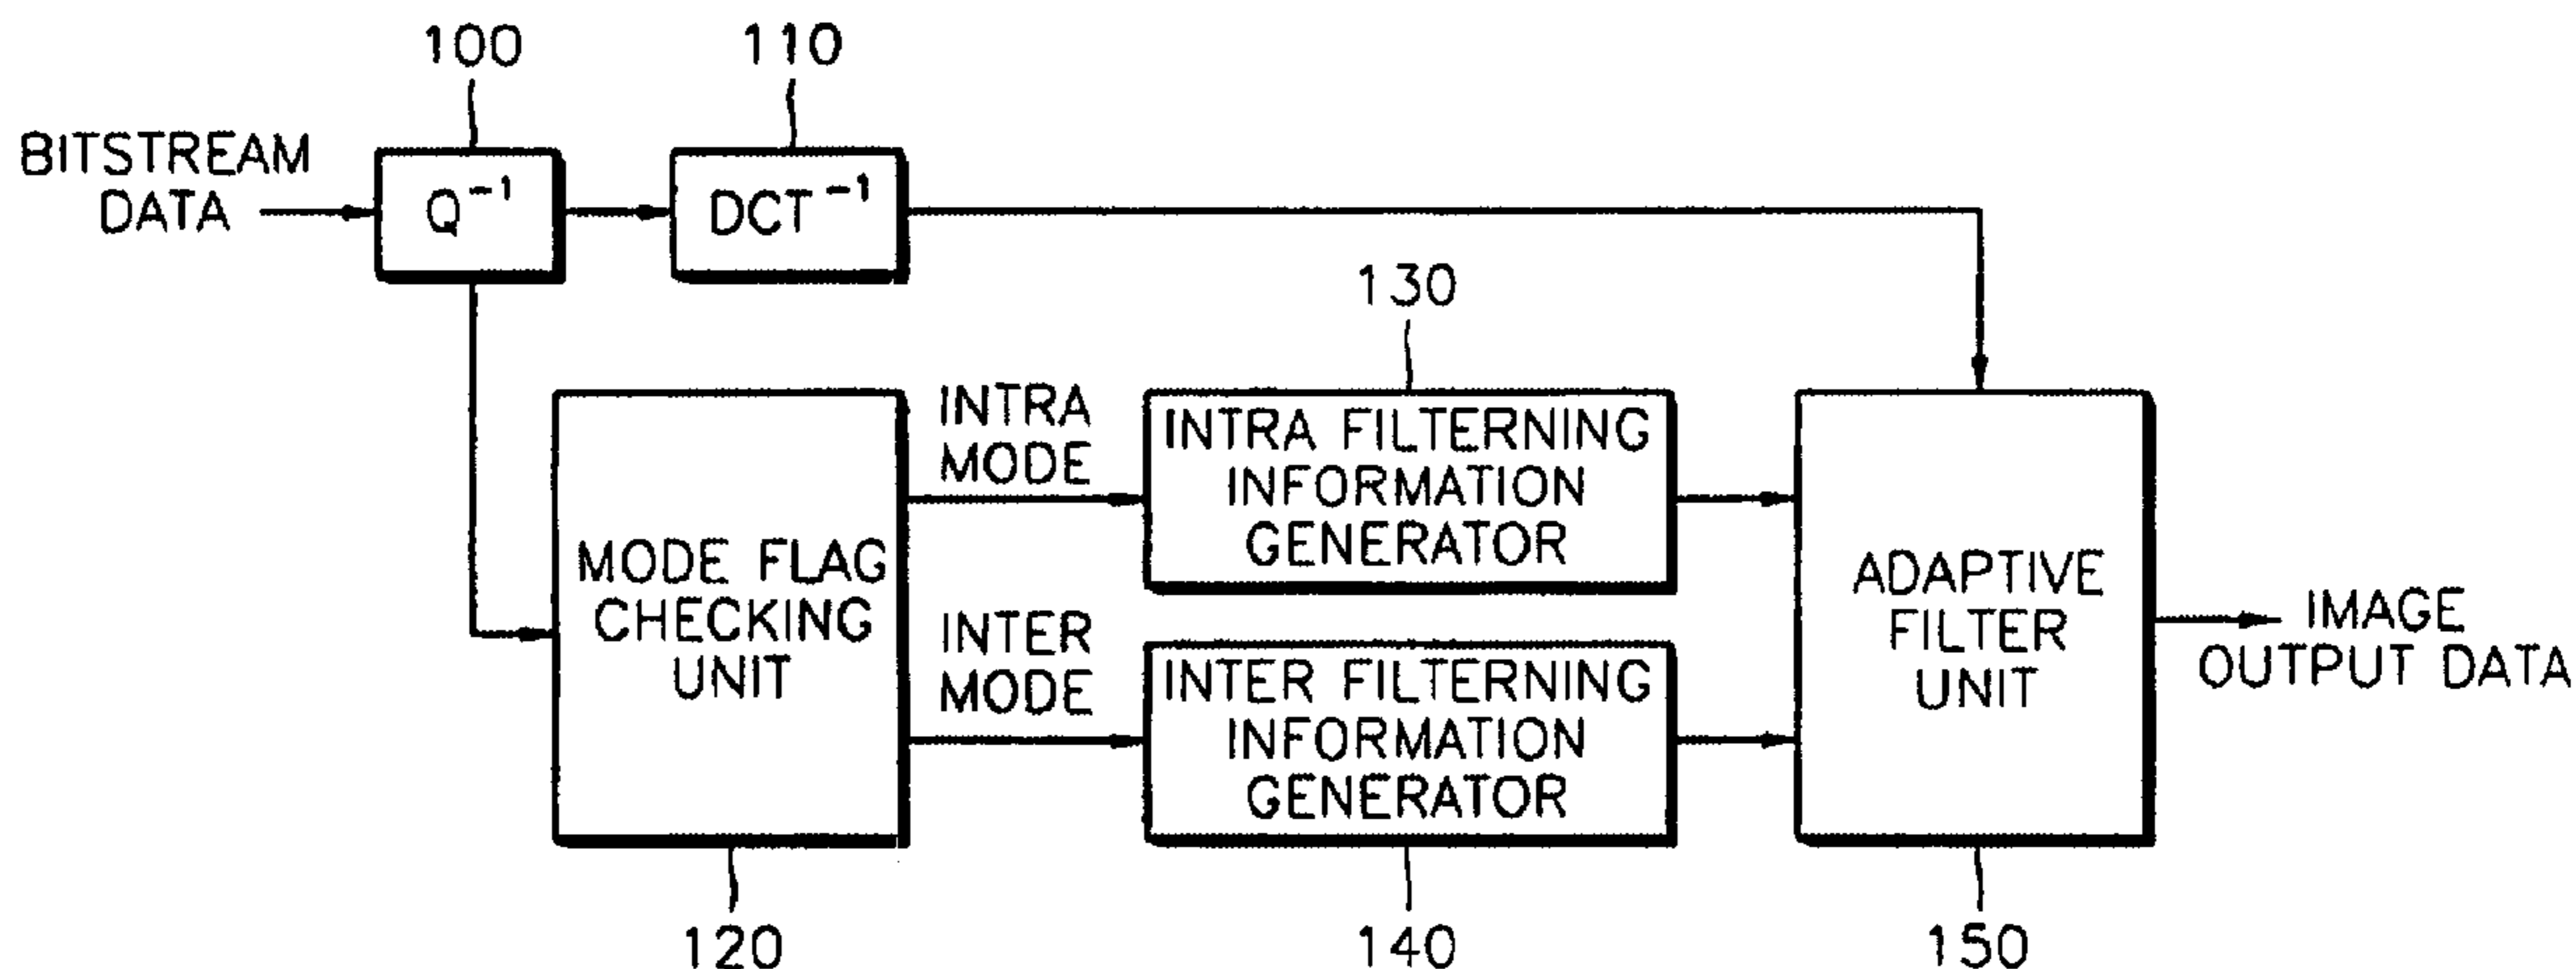 100
110
BITSTREAM
DATA
Q⁻¹
DCT⁻¹
130
INTRA
MODE
INTRA FILTERNING
INFORMATION
GENERATOR
MODE FLAG
CHECKING
UNIT
INTER
MODE
INTER FILTERNING
INFORMATION
GENERATOR
ADAPTIVE
FILTER
UNIT
IMAGE
OUTPUT DATA
120
140
150